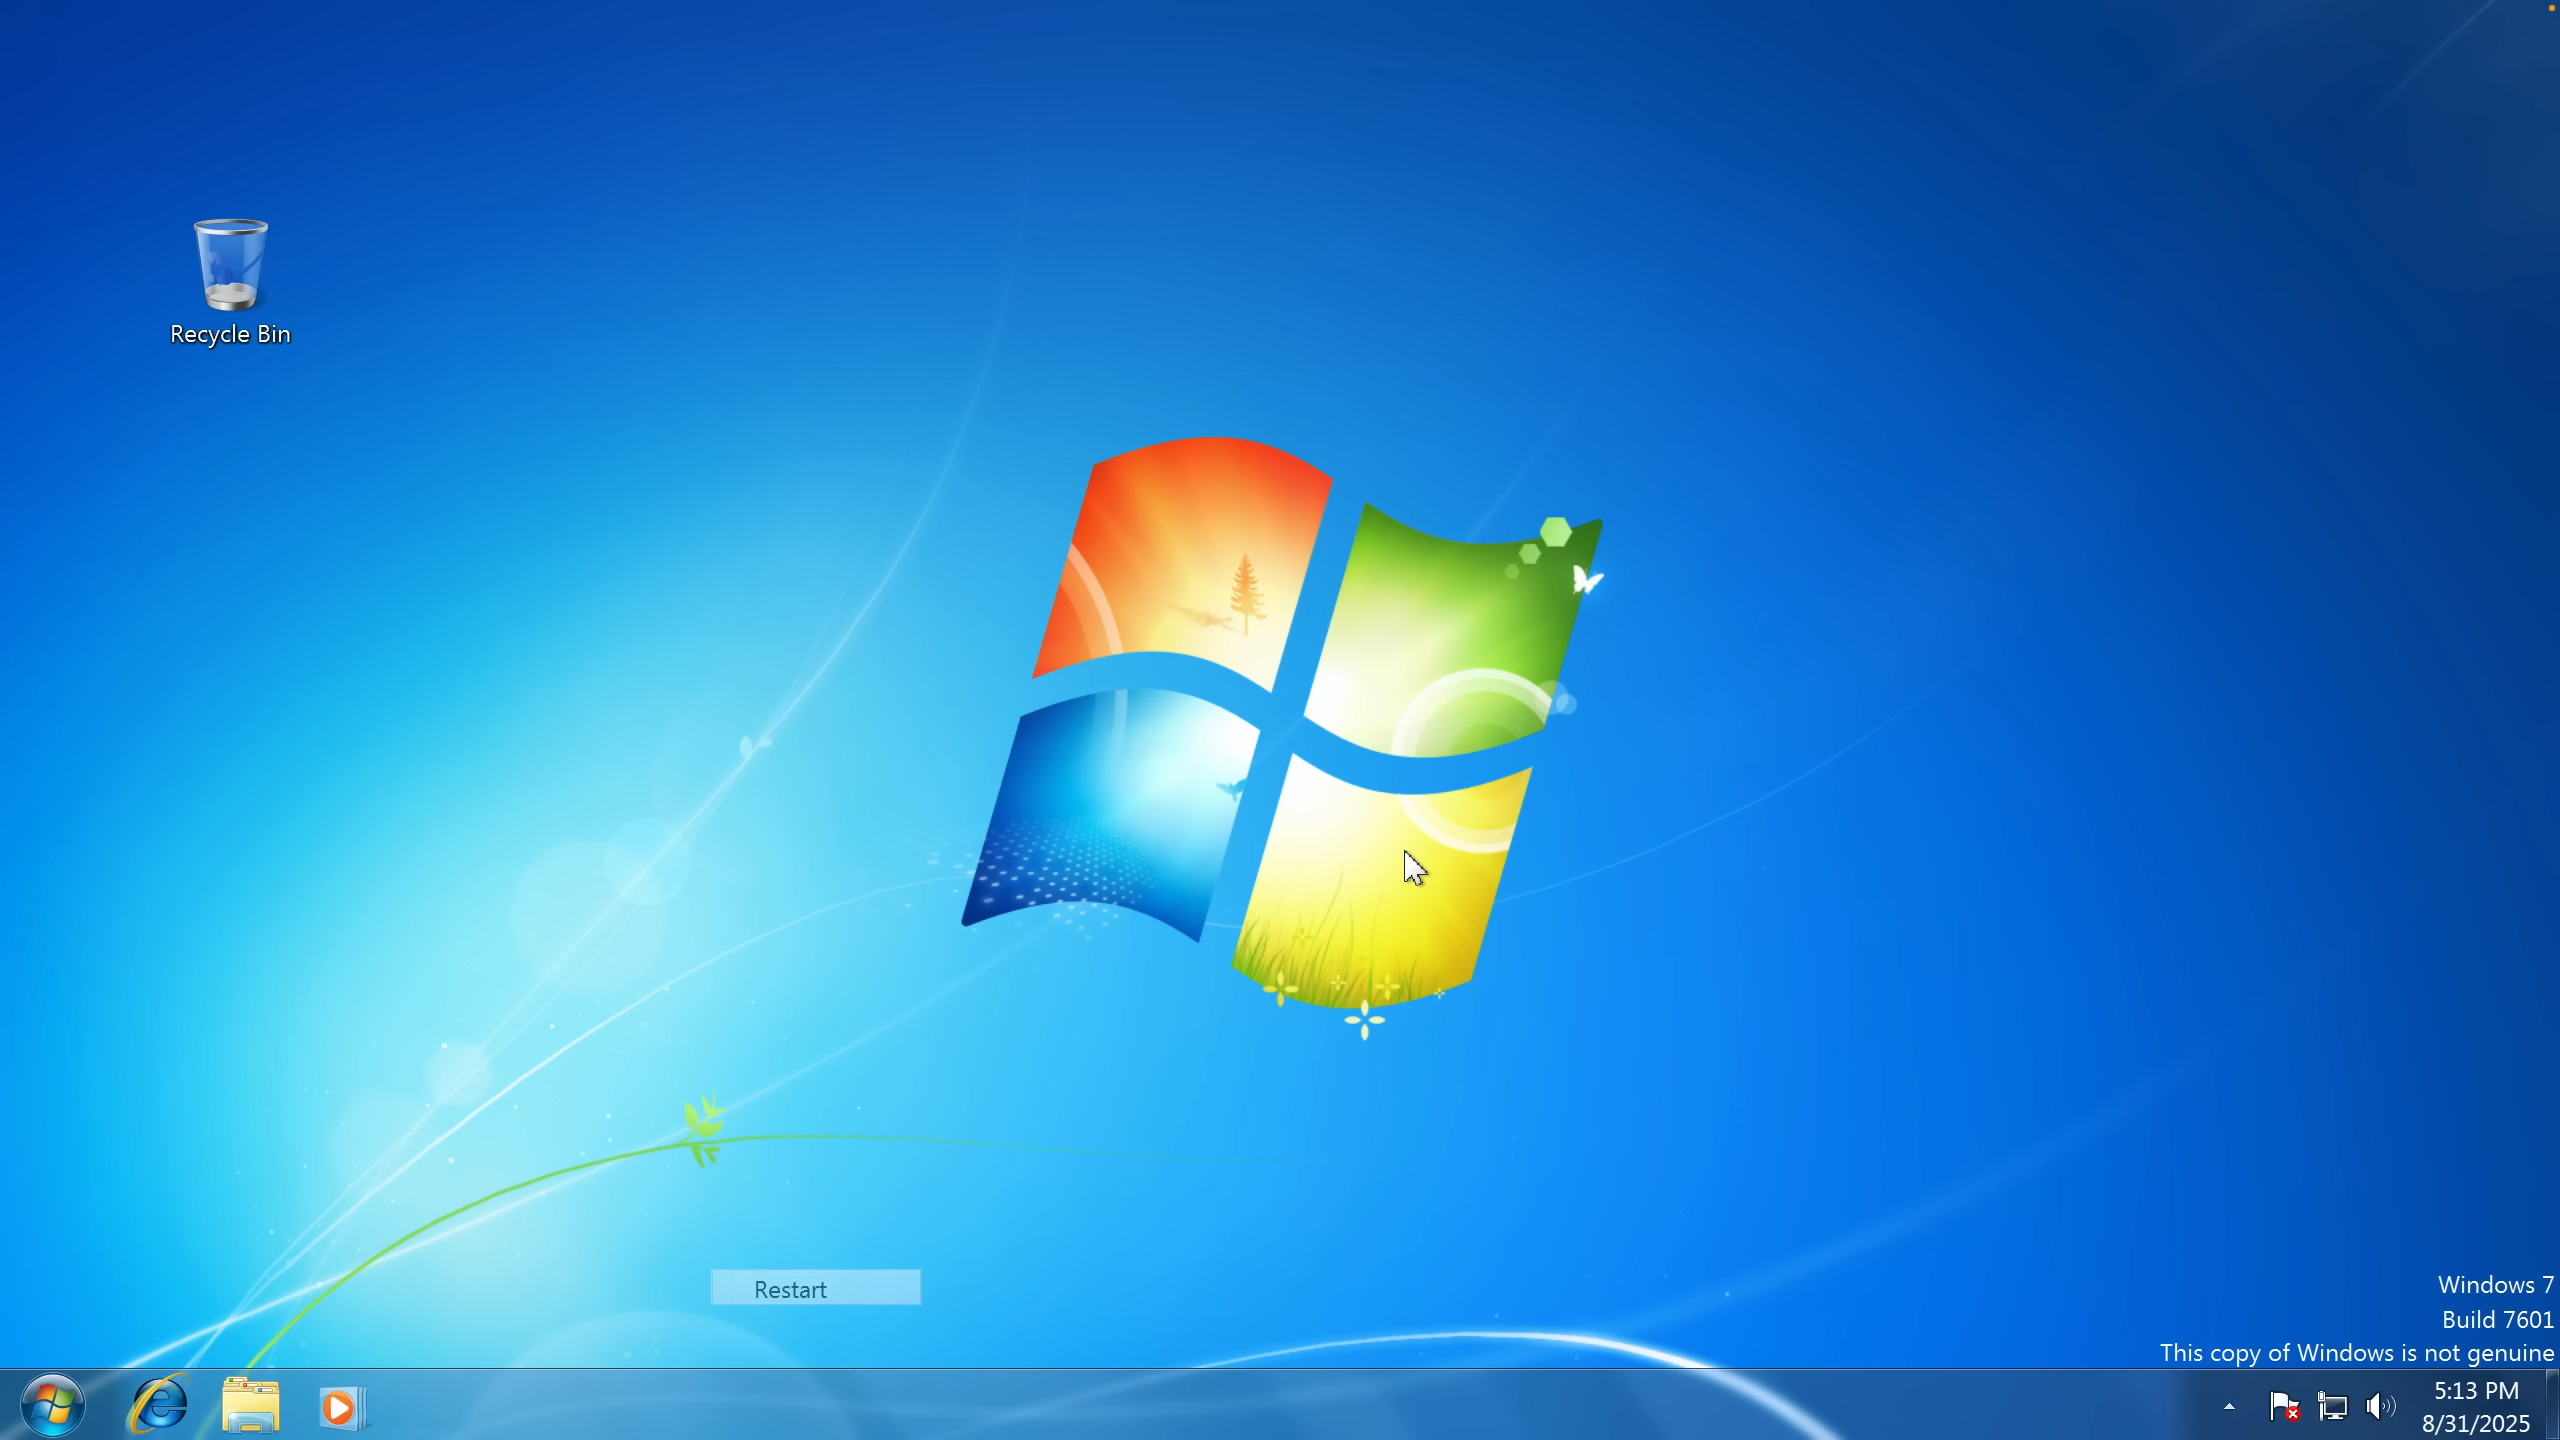 Recycle Bin
Restart
Windows 7
Build 7601
This copy of Windows is not genuine
5:13 PM
8/31/2025